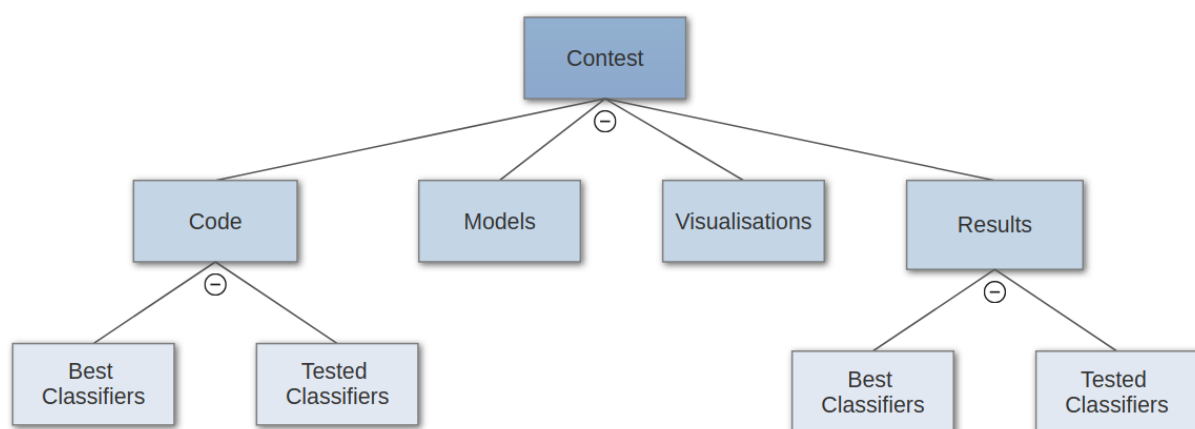 Contest
Code
Models
Visualisations
Results
Best
Classifiers
Tested
Classifiers
Best
Classifiers
Tested
Classifiers